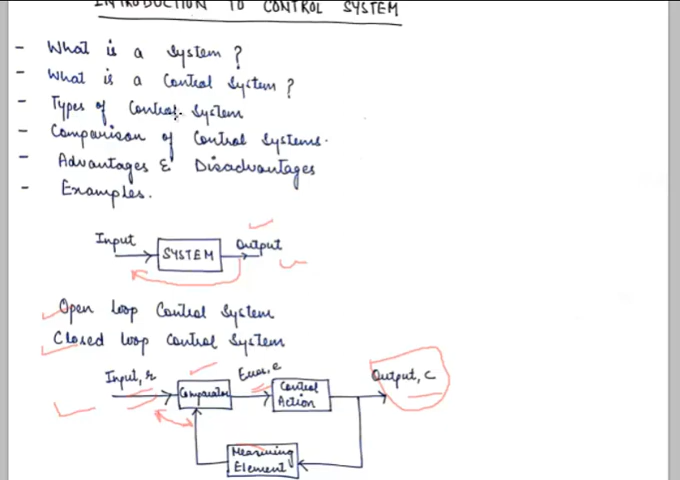 INTRODUCTION TO CONTROL SYSTEM
- What is a System?
- What is a Control System?
- Types of Control System
- Comparison of Control Systems.
- Advantages & Disadvantages
- Examples.
Input
SYSTEM
Output
Open loop Control System
Closed loop Control System
Input, r
Comparator
Error, e
Control
Action
Output, c
Measuring
Element